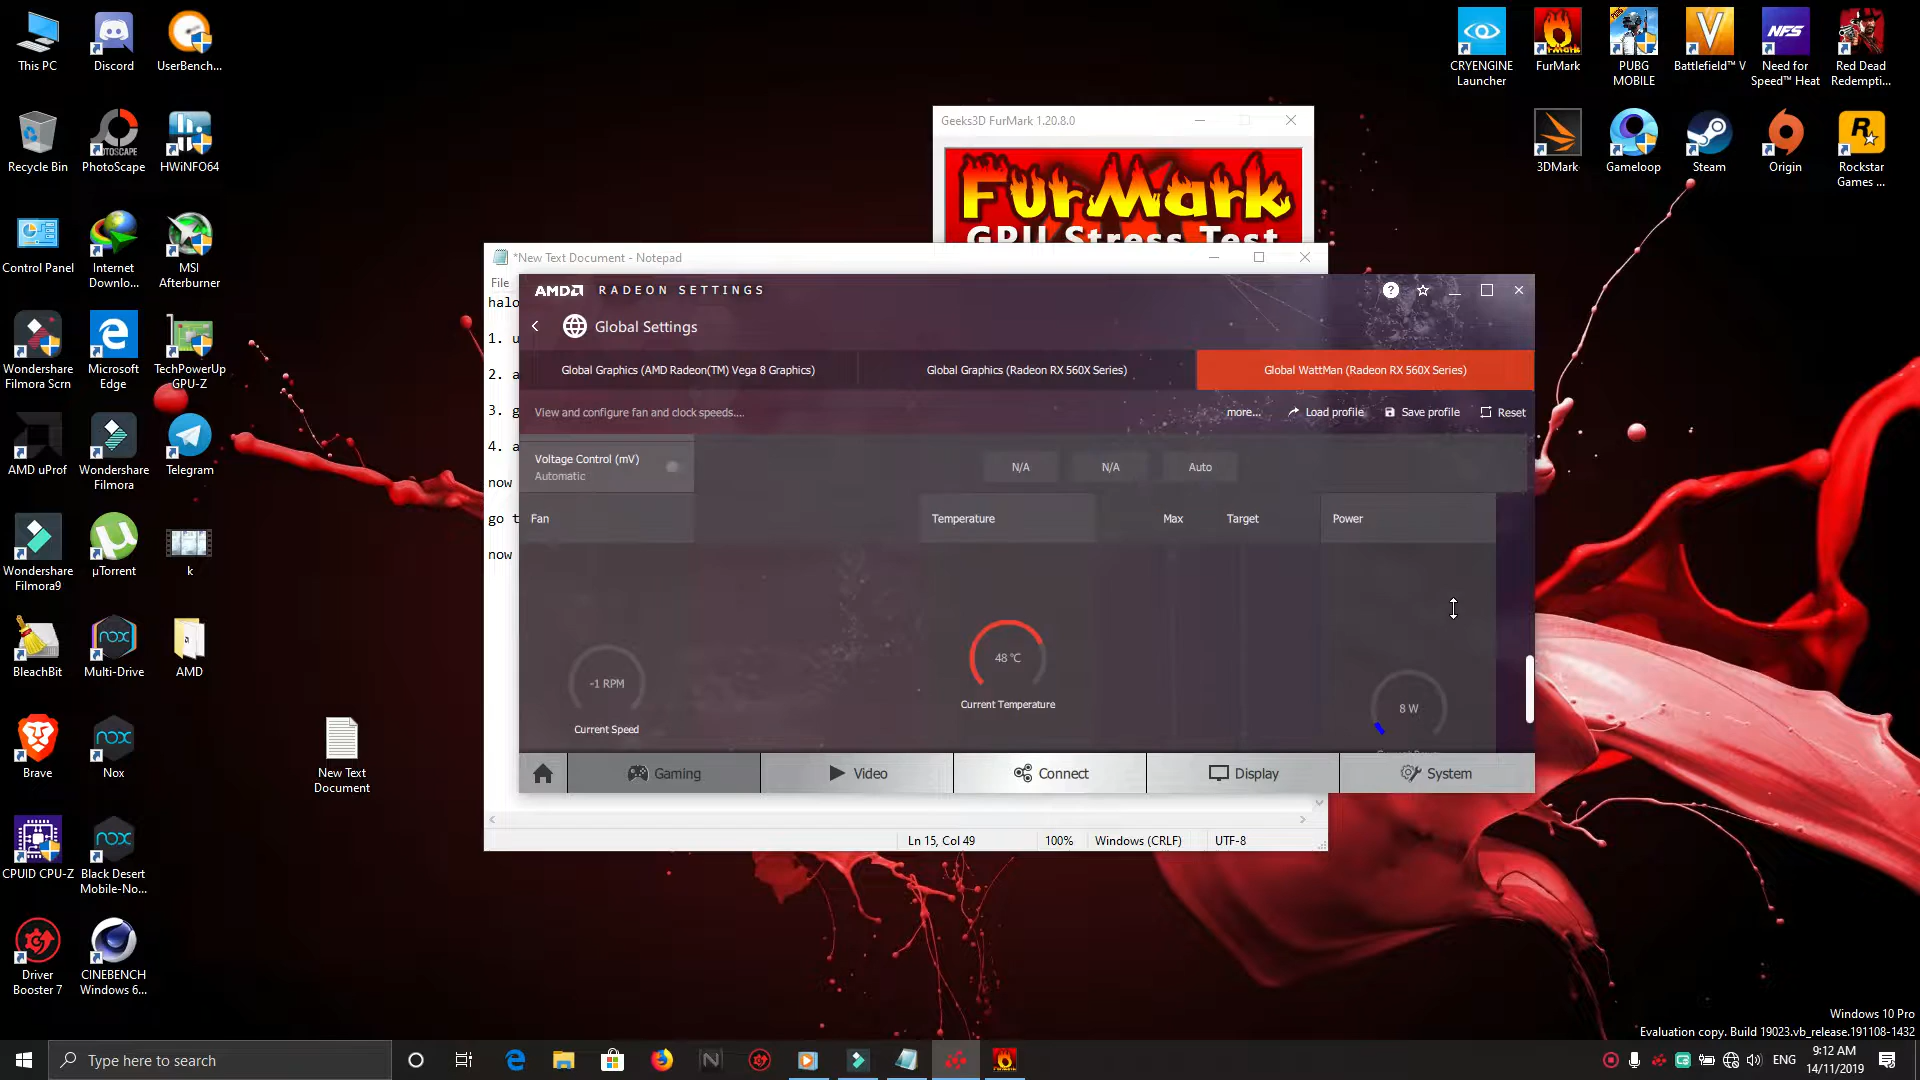 This PC
Discord
UserBench...
Recycle Bin
PhotoScape
HWiNFO64
Control Panel
Internet
Downlo...
MSI
Afterburner
Wondershare
Filmora Scrn
Microsoft
Edge
TechPowerUp
GPU-Z
AMD uProf
Wondershare
Filmora
Telegram
Wondershare
Filmora9
µTorrent
k
BleachBit
Multi-Drive
AMD
Brave
Nox
New Text
Document
CPUID CPU-Z
Black Desert
Mobile-No...
Driver
Booster 7
CINEBENCH
Windows 6...
CRYENGINE
Launcher
FurMark
PUBG
MOBILE
Battlefield™ V
Need for
Speed™ Heat
Red Dead
Redempti...
3DMark
Gameloop
Steam
Origin
Rockstar
Games ...
Geeks3D FurMark 1.20.8.0
FurMark
GPU Stress Test
*New Text Document - Notepad
File
halo
1. u
2. a
3. g
4. a
now
go t
now
AMD RADEON SETTINGS
Global Settings
Global Graphics (AMD Radeon(TM) Vega 8 Graphics)
Global Graphics (Radeon RX 560X Series)
Global WattMan (Radeon RX 560X Series)
View and configure fan and clock speeds....
more...
Load profile
Save profile
Reset
Voltage Control (mV)
Automatic
N/A
N/A
Auto
Fan
Temperature
Max
Target
Power
-1 RPM
Current Speed
48 °C
Current Temperature
8 W
Gaming
Video
Connect
Display
System
Ln 15, Col 49
100%
Windows (CRLF)
UTF-8
Windows 10 Pro
Evaluation copy. Build 19023.vb_release.191108-1432
Type here to search
ENG
9:12 AM
14/11/2019